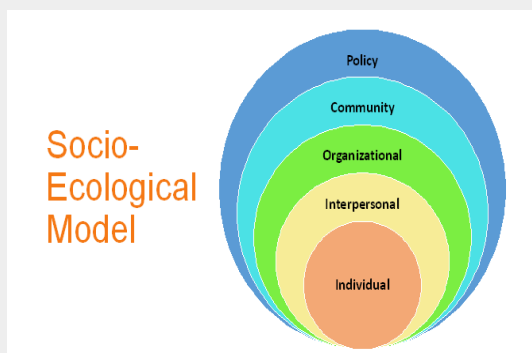 Socio-
Ecological
Model
Policy
Community
Organizational
Interpersonal
Individual